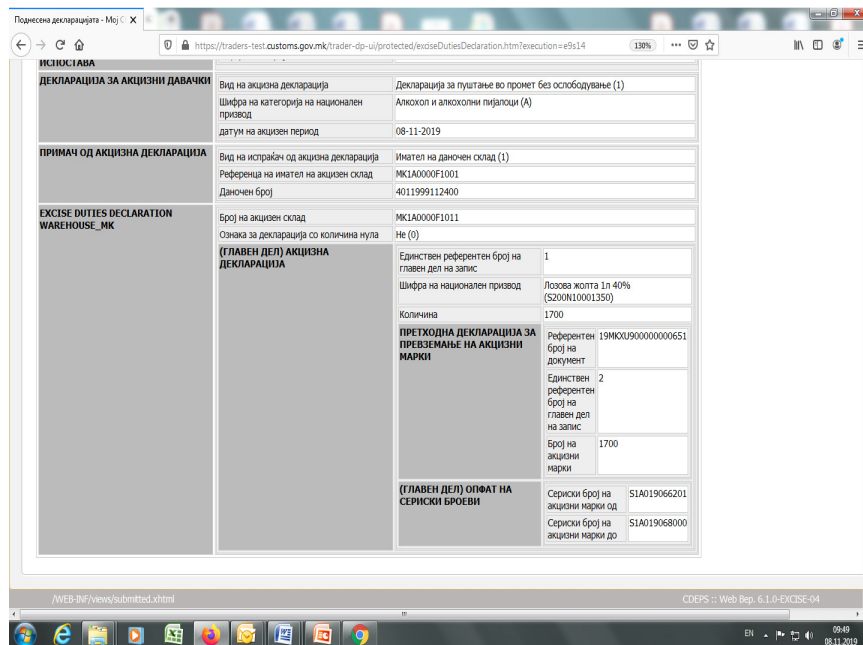 Поднесена декларацијата - Мој С
https://traders-test.customs.gov.mk/trader-dp-ui/protected/exciseDutiesDeclaration.htm?execution=e9s14
130%
ИСПОСТАВА
ДЕКЛАРАЦИЈА ЗА АКЦИЗНИ ДАВАЧКИ
Вид на акцизна декларација
Декларација за пуштање во промет без ослободување (1)
Шифра на категорија на национален
призвод
Алкохол и алкохолни пијалоци (А)
датум на акцизен период
08-11-2019
ПРИМАЧ ОД АКЦИЗНА ДЕКЛАРАЦИЈА
Вид на испраќач од акцизна декларација
Имател на даночен склад (1)
Референца на имател на акцизен склад
MK1A0000F1001
Даночен број
4011999112400
EXCISE DUTIES DECLARATION
WAREHOUSE_MK
Број на акцизен склад
MK1A0000F1011
Ознака за декларација со количина нула
Не (0)
(ГЛАВЕН ДЕЛ) АКЦИЗНА
ДЕКЛАРАЦИЈА
Единствен референтен број на
главен дел на запис
1
Шифра на национален призвод
Лозова жолта 1л 40%
(S200N10001350)
Количина
1700
ПРЕТХОДНА ДЕКЛАРАЦИЈА ЗА
ПРЕВЗЕМАЊЕ НА АКЦИЗНИ
МАРКИ
Референтен
број на
документ
19MKXU900000000651
Единствен
референтен
број на
главен дел
на запис
2
Број на
акцизни
марки
1700
(ГЛАВЕН ДЕЛ) ОПФАТ НА
СЕРИСКИ БРОЕВИ
Сериски број на
акцизни марки од
S1A019066201
Сериски број на
акцизни марки до
S1A019068000
/WEB-INF/views/submitted.xhtml
CDEPS :: Web Вер. 6.1.0-EXCISE-04
EN
09:49
08.11.2019